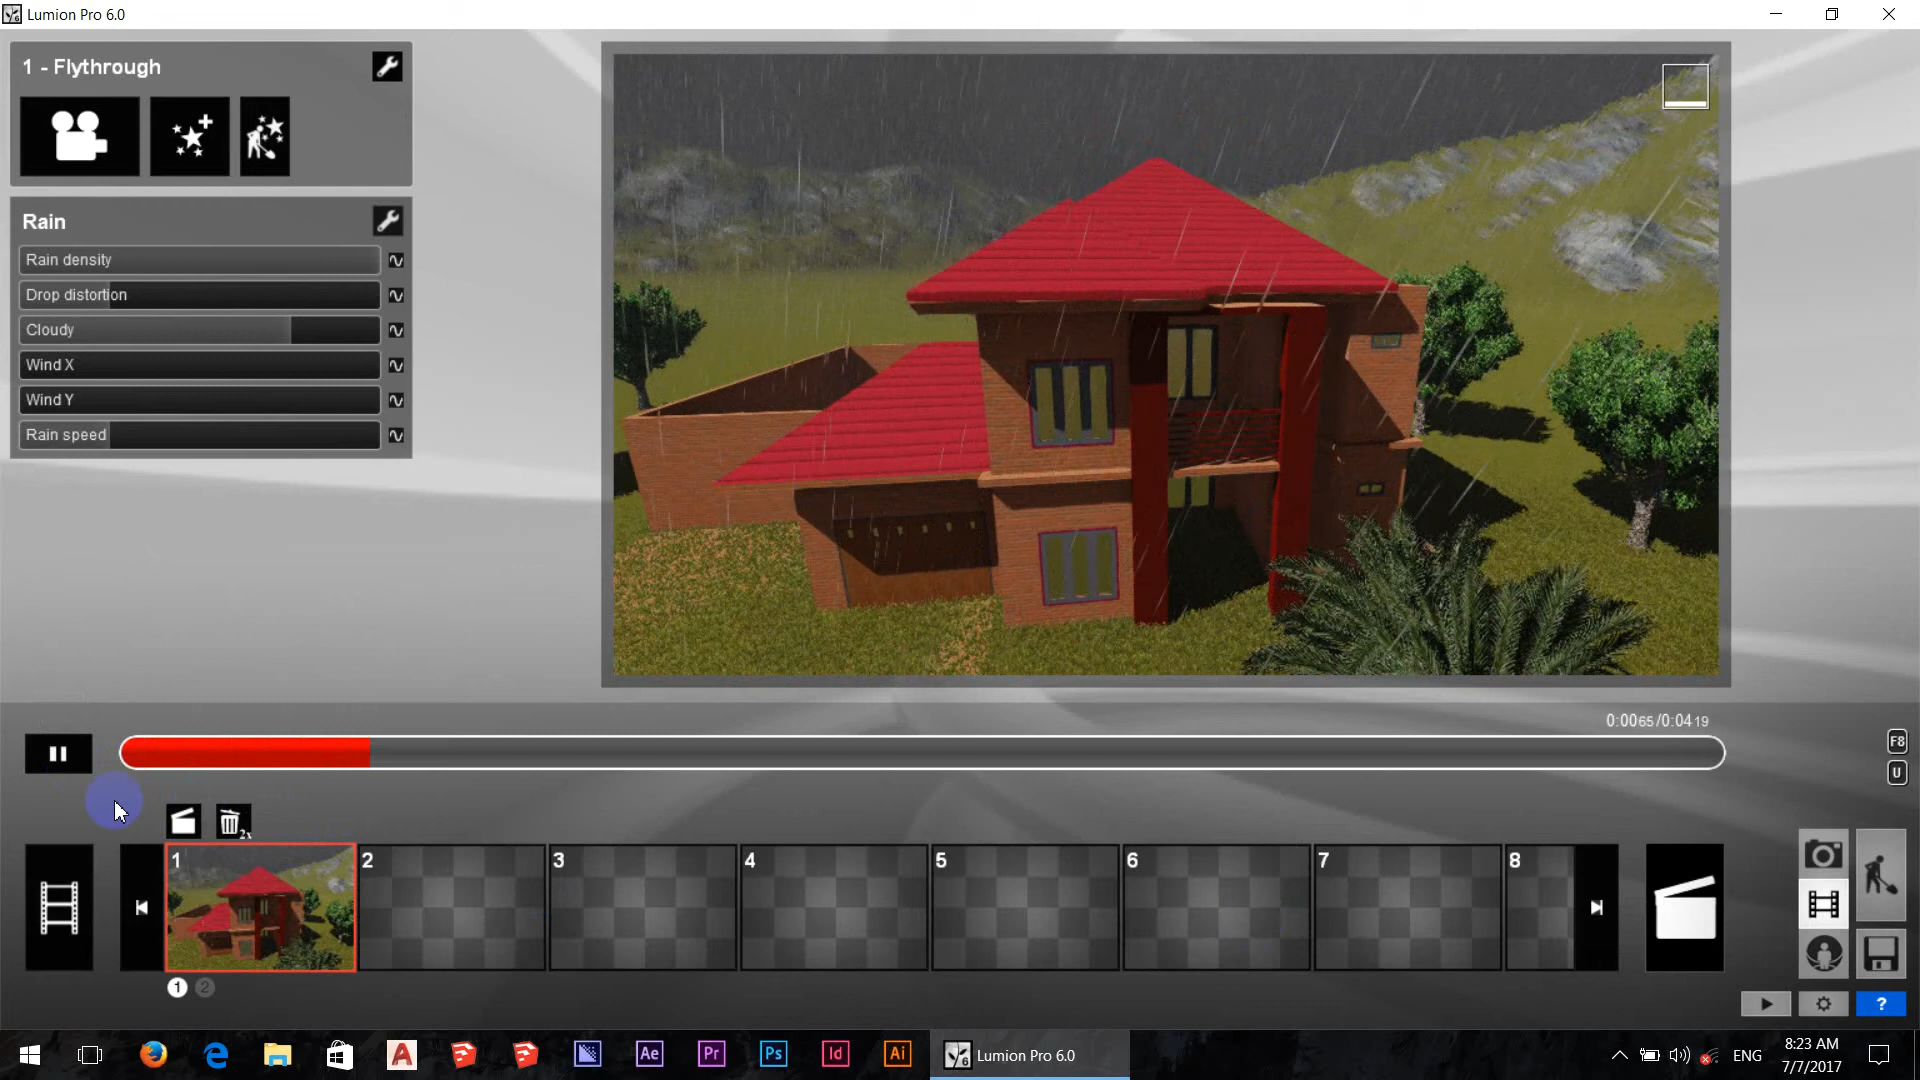 Lumion Pro 6.0
1 - Flythrough
Rain
Rain density
Drop distortion
Cloudy
Wind X
Wind Y
Rain speed
0:0065/0:0419
F8
U
2x
1
2
3
4
5
6
7
8
1
2
?
Ae
Pr
Ps
Id
Ai
Lumion Pro 6.0
ENG
8:23 AM
7/7/2017